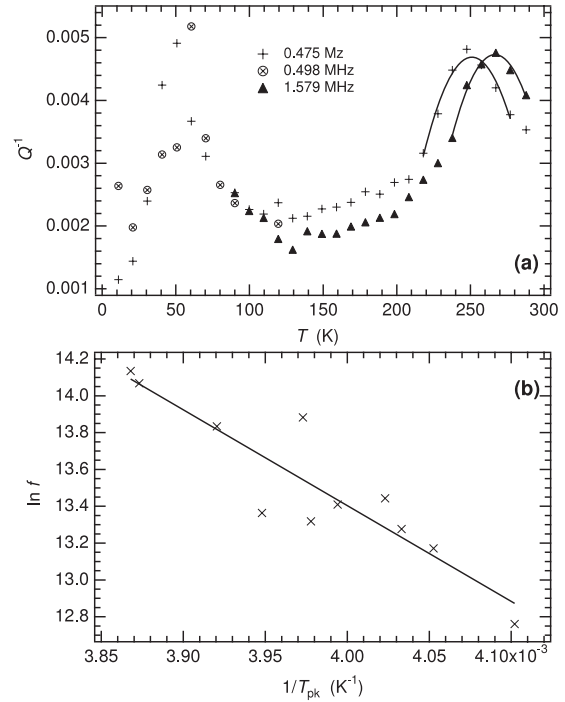 0.005
0.004
0.003
0.002
0.001
Q⁻¹
+ 0.475 Mz
⊗ 0.498 MHz
▲ 1.579 MHz
(a)
0 50 100 150 200 250 300
T (K)
14.2
14.0
13.8
13.6
13.4
13.2
13.0
12.8
ln f
(b)
3.85 3.90 3.95 4.00 4.05 4.10x10⁻³
1/Tpk (K⁻¹)